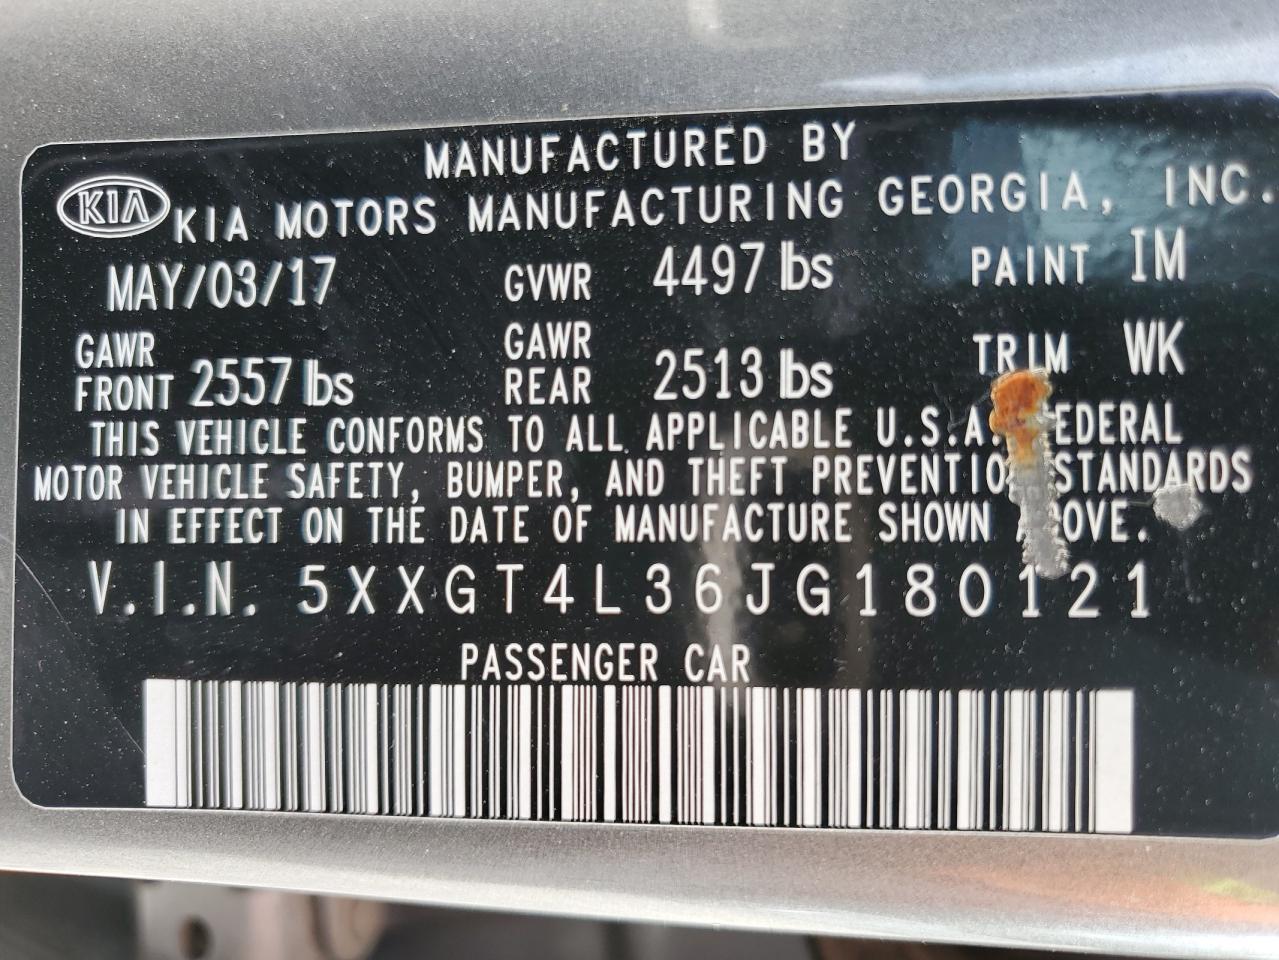 MANUFACTURED BY
KIA KIA MOTORS MANUFACTURING GEORGIA, INC.
MAY/03/17 GVWR 4497 lbs PAINT IM
GAWR FRONT 2557 lbs GAWR REAR 2513 lbs TRIM WK
THIS VEHICLE CONFORMS TO ALL APPLICABLE U.S.A. EDERAL
MOTOR VEHICLE SAFETY, BUMPER, AND THEFT PREVENTIO STANDARDS
IN EFFECT ON THE DATE OF MANUFACTURE SHOWN OVE.
V.I.N. 5XXGT4L36JG180121
PASSENGER CAR